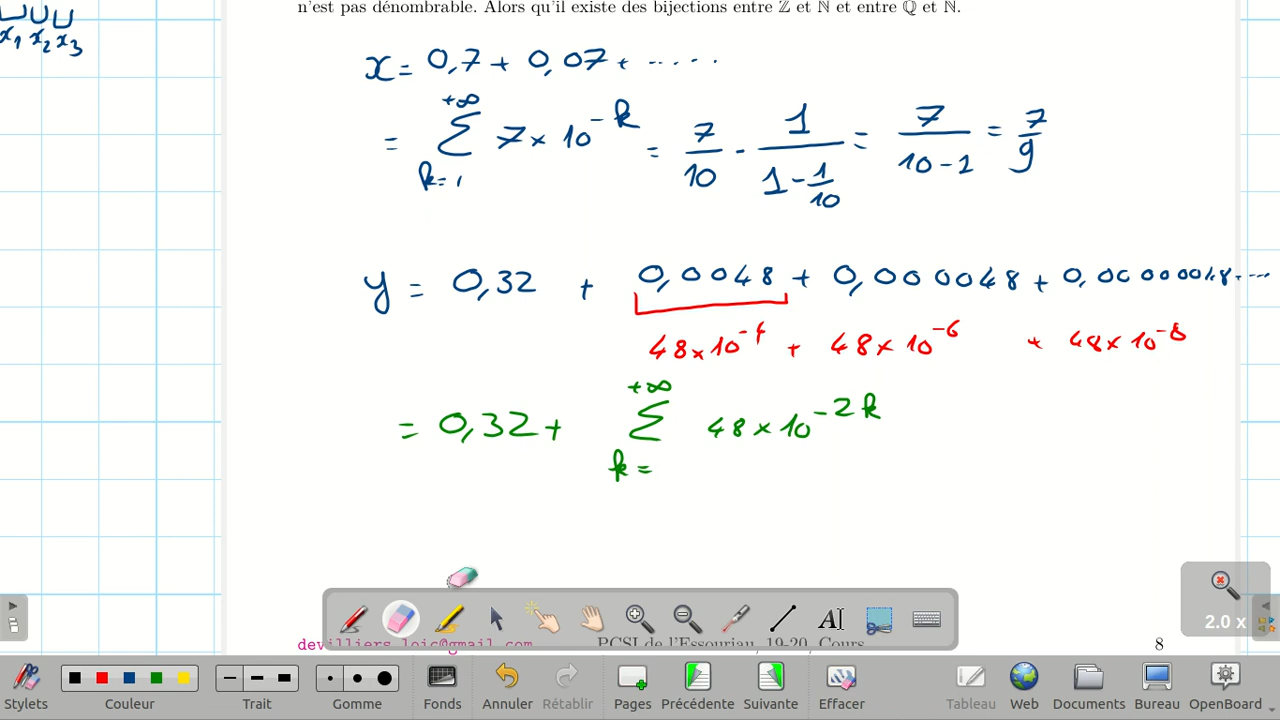 n'est pas dénombrable. Alors qu'il existe des bijections entre ℤ et ℕ et entre ℚ et ℕ.
x₁ x₂ x₃
x = 0,7 + 0,07 + .....
= ∑_{k=1}^{+∞} 7 × 10^{-k} = 7/10 · 1/(1 - 1/10) = 7/(10 - 1) = 7/9
y = 0,32 + 0,0048 + 0,000048 + 0,00000048...
48×10^{-4} + 48×10^{-6} + 48×10^{-8}
= 0,32 + ∑_{k=}^{+∞} 48×10^{-2k}
2.0 x
devilliers.loic@gmail.com PCSI de l'Essouriau, 19-20, Cours 8
Stylets Couleur Trait Gomme Fonds Annuler Rétablir Pages Précédente Suivante Effacer Tableau Web Documents Bureau OpenBoard